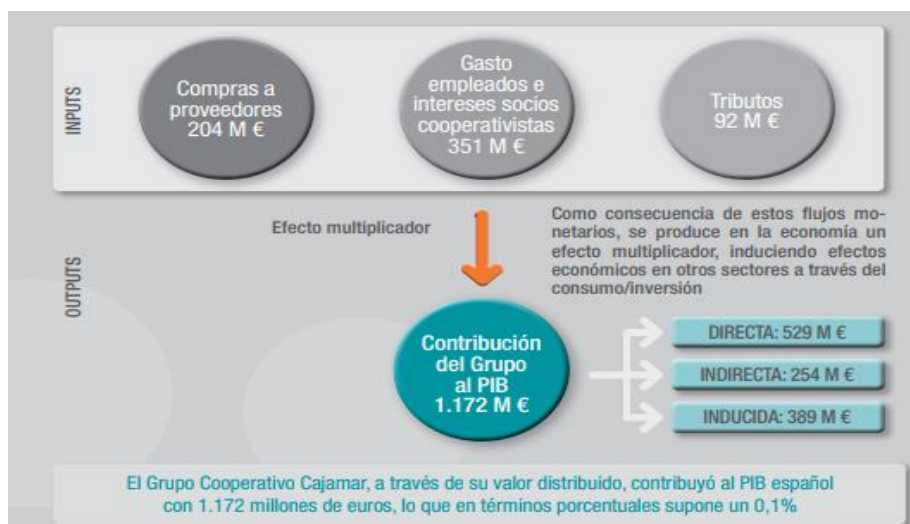 INPUTS
Compras a
proveedores
204 M €
Gasto
empleados e
intereses socios
cooperativistas
351 M €
Tributos
92 M €
OUTPUTS
Efecto multiplicador
Como consecuencia de estos flujos mo-
netarios, se produce en la economía un
efecto multiplicador, induciendo efectos
económicos en otros sectores a través del
consumo/inversión
Contribución
del Grupo
al PIB
1.172 M €
DIRECTA: 529 M €
INDIRECTA: 254 M €
INDUCIDA: 389 M €
El Grupo Cooperativo Cajamar, a través de su valor distribuido, contribuyó al PIB español
con 1.172 millones de euros, lo que en términos porcentuales supone un 0,1%